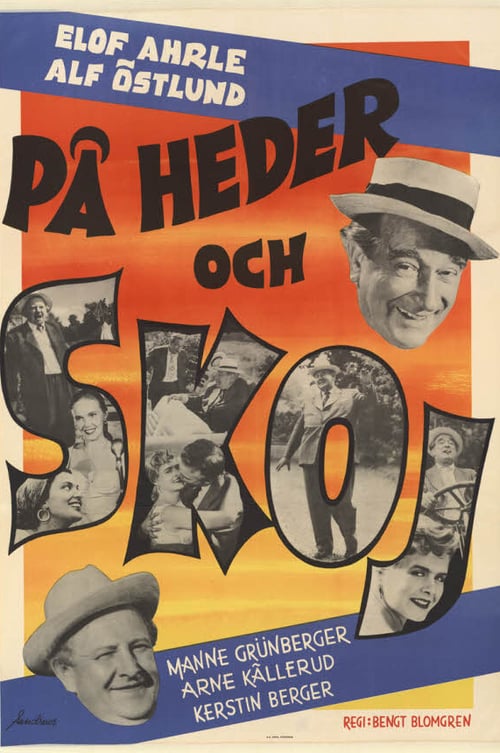 ELOF AHRLE
ALF ÖSTLUND
PÅ HEDER
OCH
SKOJ
MANNE GRÜNBERGER
ARNE KÄLLERUD
KERSTIN BERGER
REGI: BENGT BLOMGREN